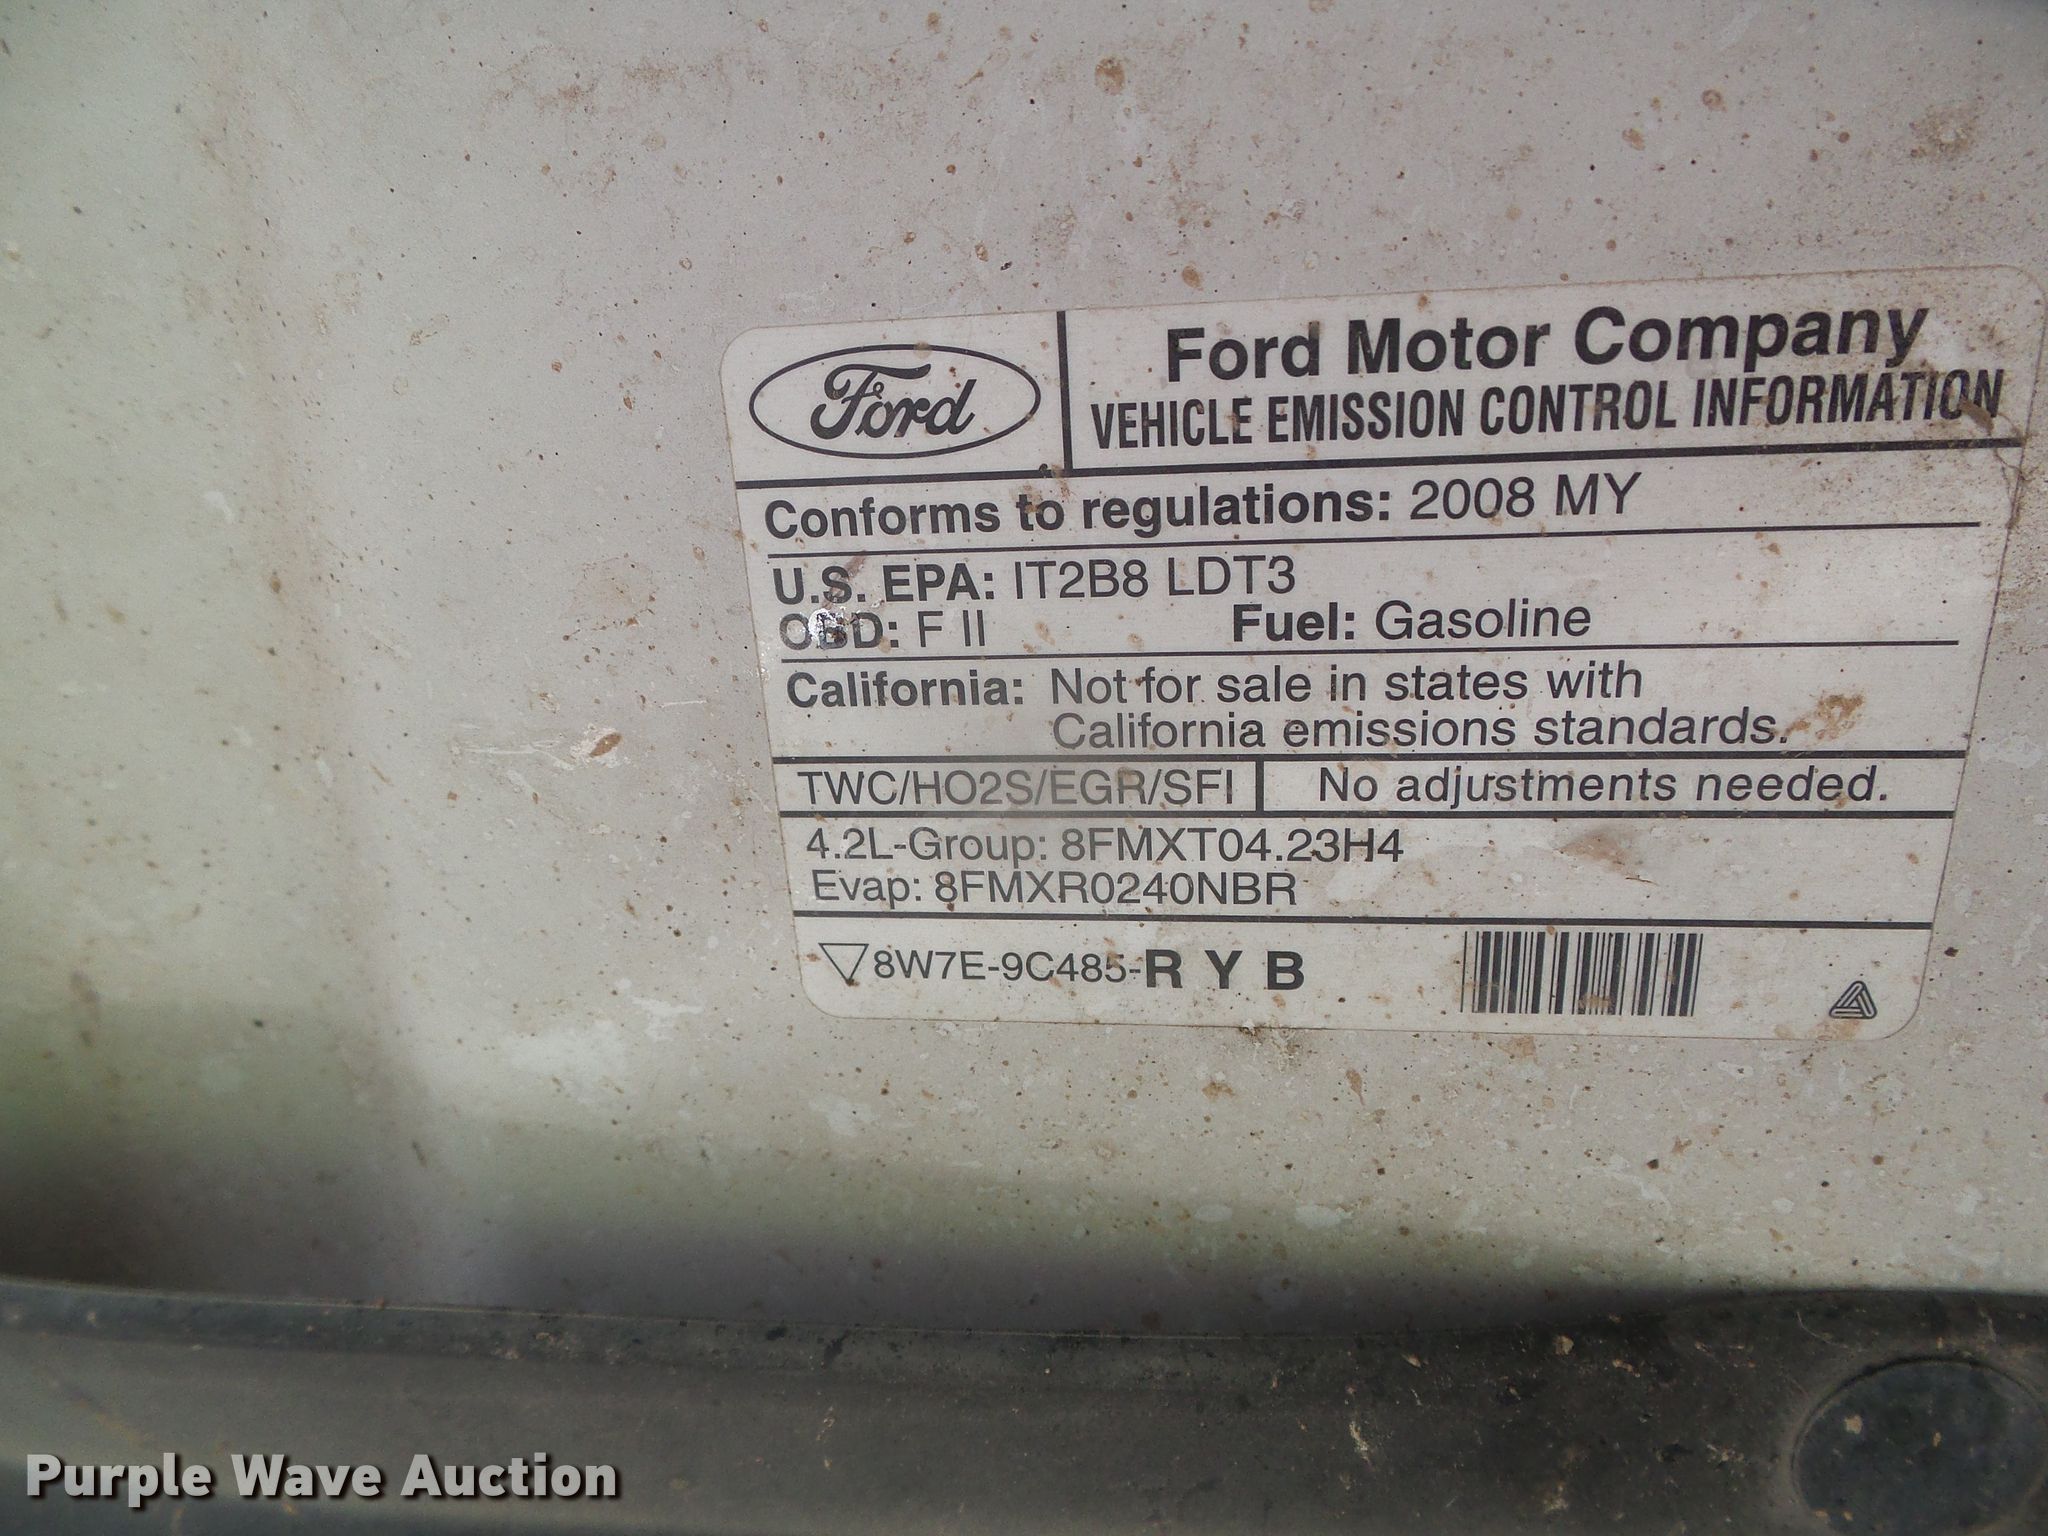 Ford
Ford Motor Company
VEHICLE EMISSION CONTROL INFORMATION
Conforms to regulations: 2008 MY
U.S. EPA: IT2B8 LDT3
OBD: F II Fuel: Gasoline
California: Not for sale in states with
California emissions standards.
TWC/HO2S/EGR/SFI No adjustments needed.
4.2L-Group: 8FMXT04.23H4
Evap: 8FMXR0240NBR
8W7E-9C485-R Y B
Purple Wave Auction